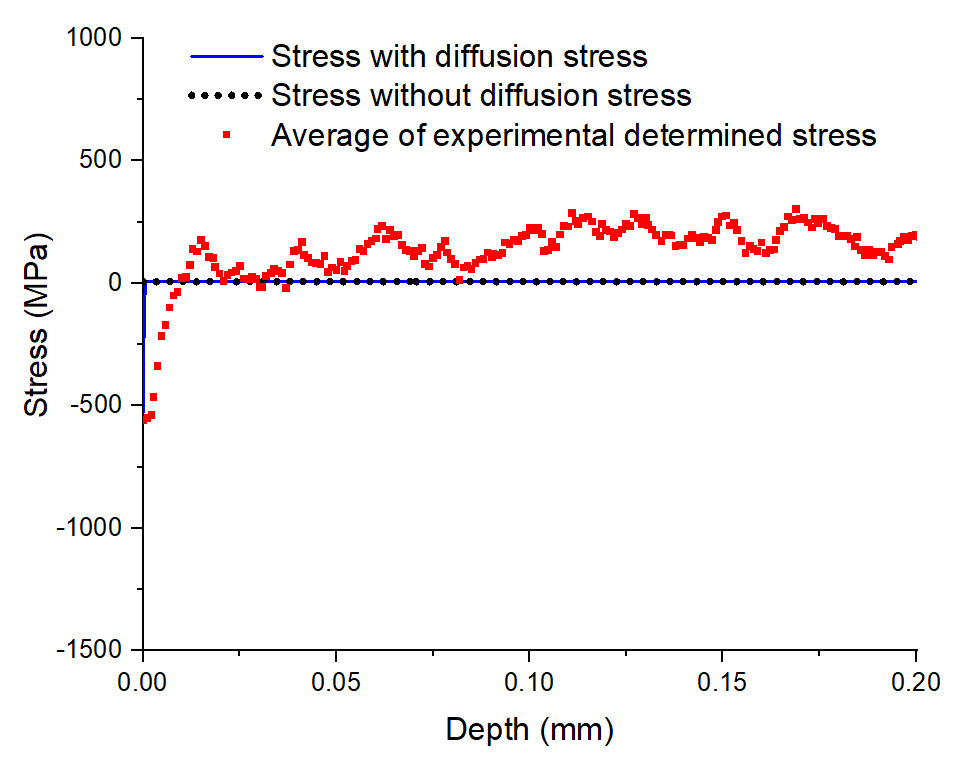 Stress with diffusion stress
Stress without diffusion stress
Average of experimental determined stress
1000
500
0
-500
-1000
-1500
Stress (MPa)
0.00
0.05
0.10
0.15
0.20
Depth (mm)